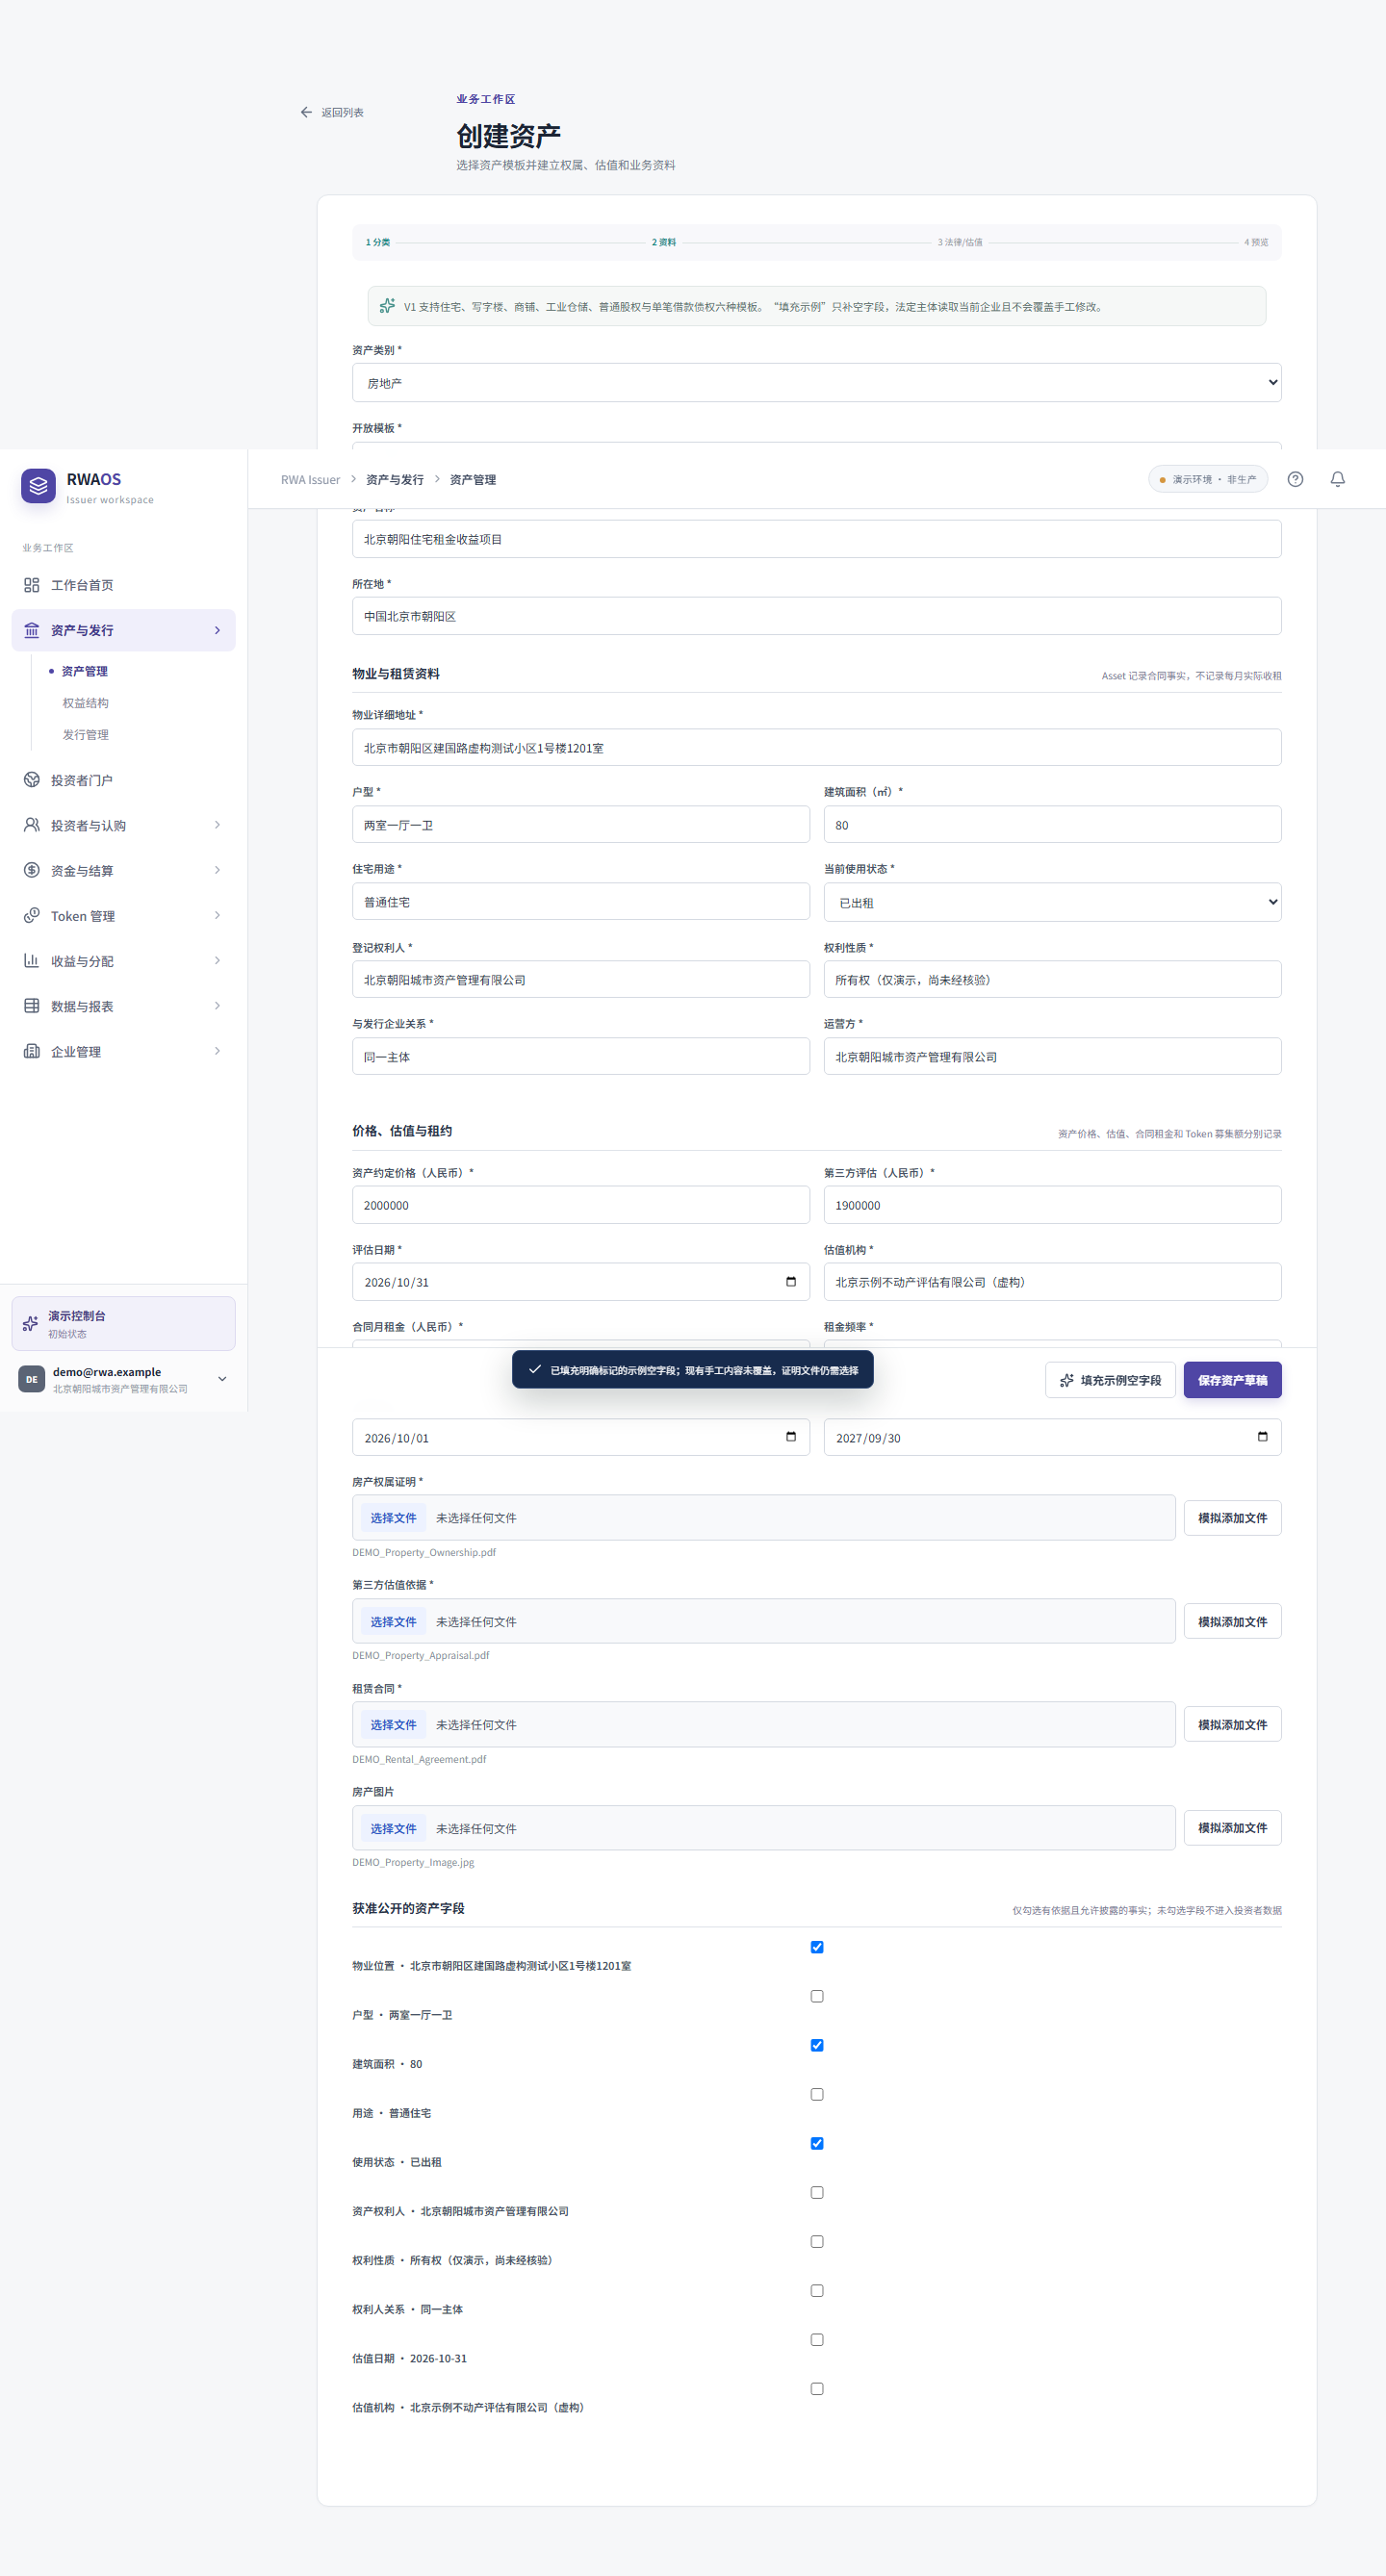 返回列表
业务工作区
创建资产
选择资产模板并建立权属、估值和业务资料
1 分类
2 资料
3 法律/估值
4 预览
V1 支持住宅、写字楼、商铺、工业仓储、普通股权与单笔借款债权六种模板。“填充示例”只补空字段，法定主体读取当前企业且不会覆盖手工修改。
资产类别 *
房地产
开放模板 *
RWAOS
Issuer workspace
业务工作区
工作台首页
资产与发行
资产管理
权益结构
发行管理
投资者门户
投资者与认购
资金与结算
Token 管理
收益与分配
数据与报表
企业管理
演示控制台
初始状态
DE
demo@rwa.example
北京朝阳城市资产管理有限公司
RWA Issuer
资产与发行
资产管理
演示环境 · 非生产
北京朝阳住宅租金收益项目
所在地 *
中国北京市朝阳区
物业与租赁资料
Asset 记录合同事实，不记录每月实际收租
物业详细地址 *
北京市朝阳区建国路虚构测试小区1号楼1201室
户型 *
建筑面积（㎡）*
两室一厅一卫
80
住宅用途 *
当前使用状态 *
普通住宅
已出租
登记权利人 *
权利性质 *
北京朝阳城市资产管理有限公司
所有权（仅演示，尚未经核验）
与发行企业关系 *
运营方 *
同一主体
北京朝阳城市资产管理有限公司
价格、估值与租约
资产价格、估值、合同租金和 Token 募集额分别记录
资产约定价格（人民币）*
第三方评估（人民币）*
2000000
1900000
评估日期 *
估值机构 *
2026/10/31
北京示例不动产评估有限公司（虚构）
合同月租金（人民币）*
租金频率 *
已填充明确标记的示例空字段；现有手工内容未覆盖，证明文件仍需选择
填充示例空字段
保存资产草稿
2026/10/01
2027/09/30
房产权属证明 *
选择文件
未选择任何文件
模拟添加文件
DEMO_Property_Ownership.pdf
第三方估值依据 *
选择文件
未选择任何文件
模拟添加文件
DEMO_Property_Appraisal.pdf
租赁合同 *
选择文件
未选择任何文件
模拟添加文件
DEMO_Rental_Agreement.pdf
房产图片
选择文件
未选择任何文件
模拟添加文件
DEMO_Property_Image.jpg
获准公开的资产字段
仅勾选有依据且允许披露的事实；未勾选字段不进入投资者数据
物业位置 · 北京市朝阳区建国路虚构测试小区1号楼1201室
户型 · 两室一厅一卫
建筑面积 · 80
用途 · 普通住宅
使用状态 · 已出租
资产权利人 · 北京朝阳城市资产管理有限公司
权利性质 · 所有权（仅演示，尚未经核验）
权利人关系 · 同一主体
估值日期 · 2026-10-31
估值机构 · 北京示例不动产评估有限公司（虚构）